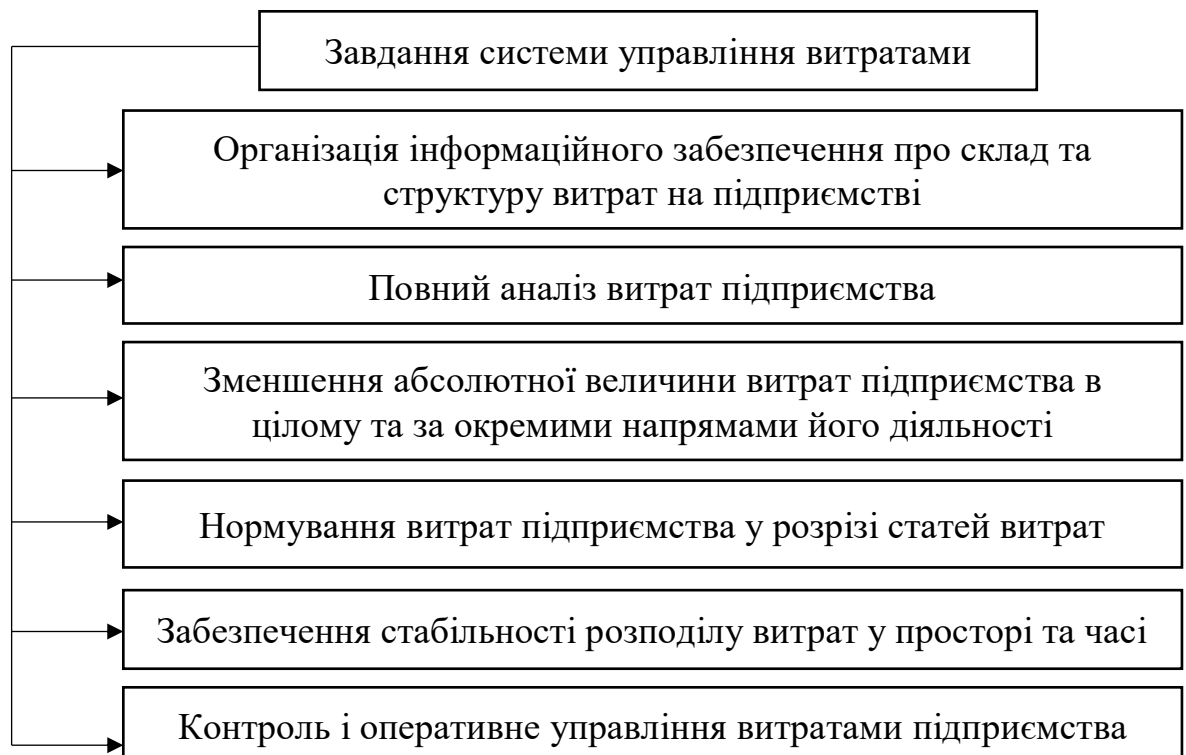 Завдання системи управління витратами
Організація інформаційного забезпечення про склад та
структуру витрат на підприємстві
Повний аналіз витрат підприємства
Зменшення абсолютної величини витрат підприємства в
цілому та за окремими напрямами його діяльності
Нормування витрат підприємства у розрізі статей витрат
Забезпечення стабільності розподілу витрат у просторі та часі
Контроль і оперативне управління витратами підприємства